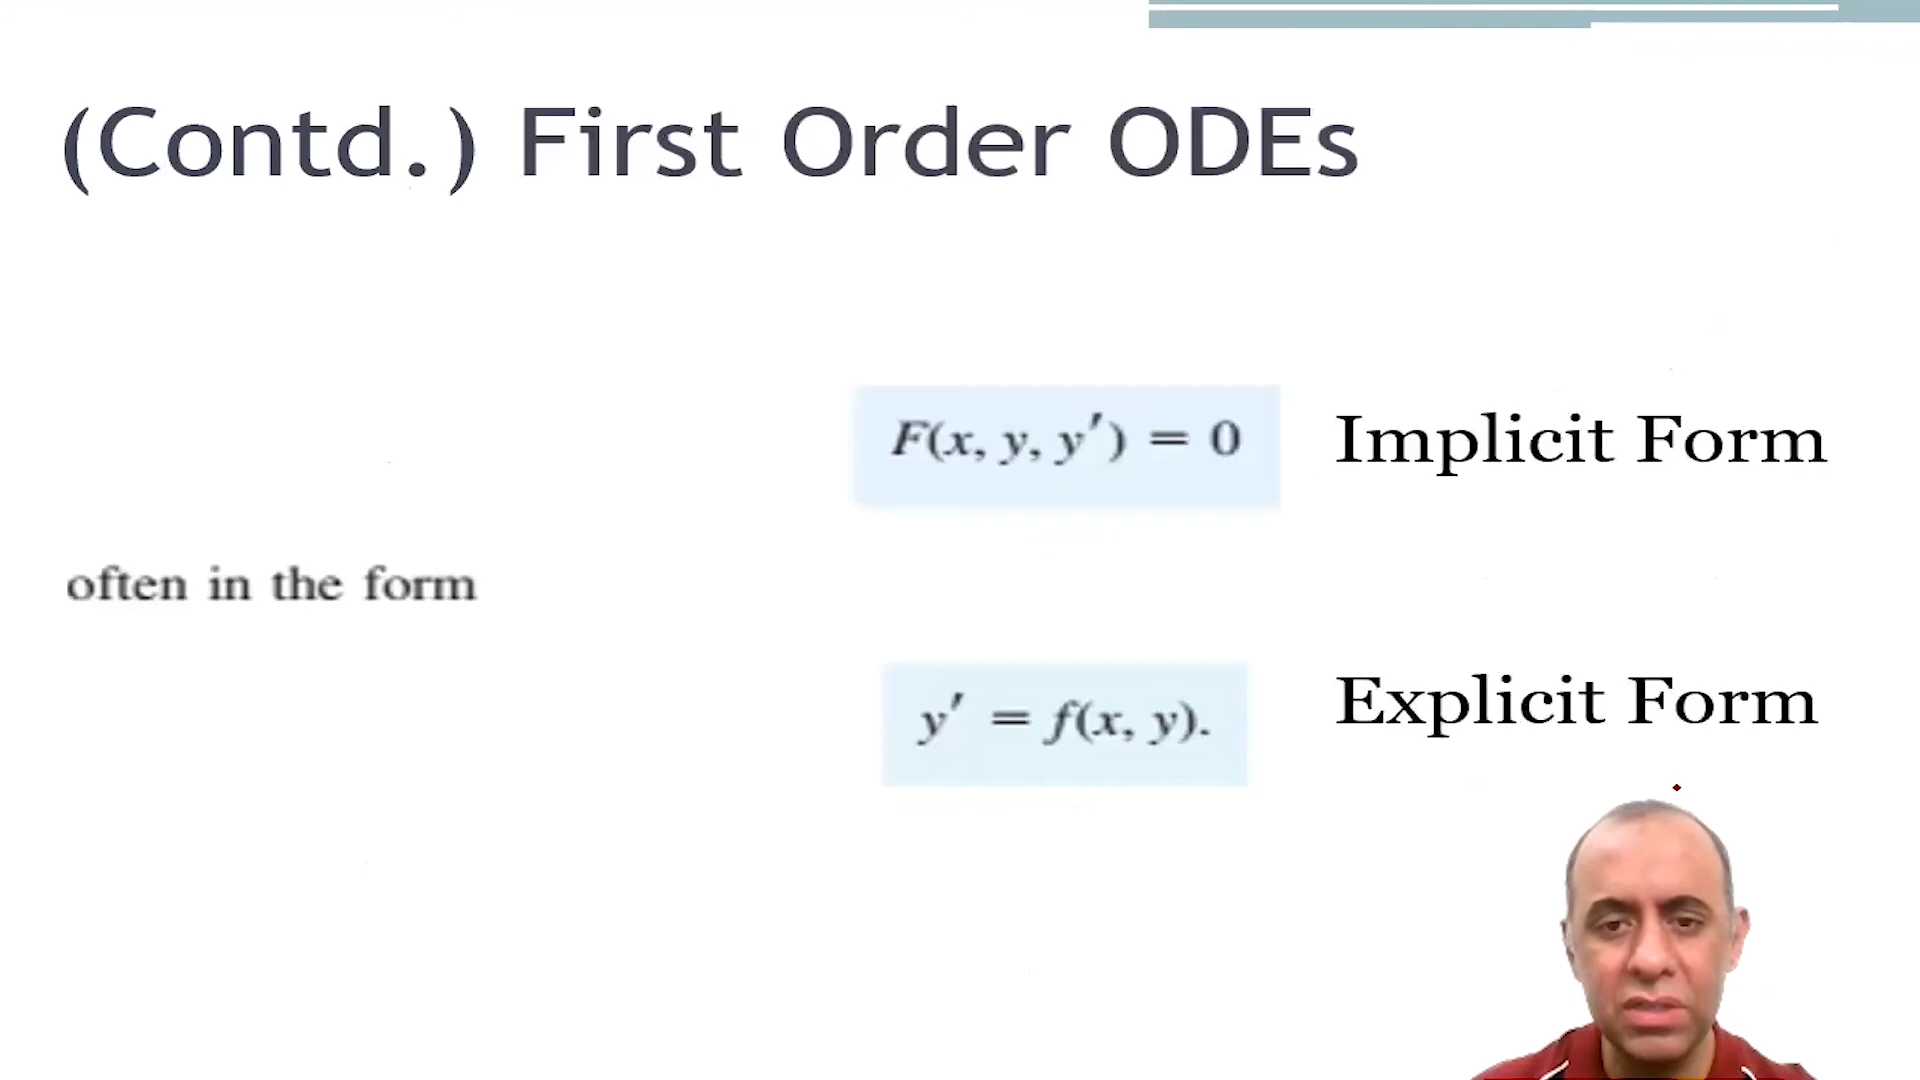 (Contd.) First Order ODEs
F(x, y, y′) = 0
Implicit Form
often in the form
y′ = f(x, y).
Explicit Form